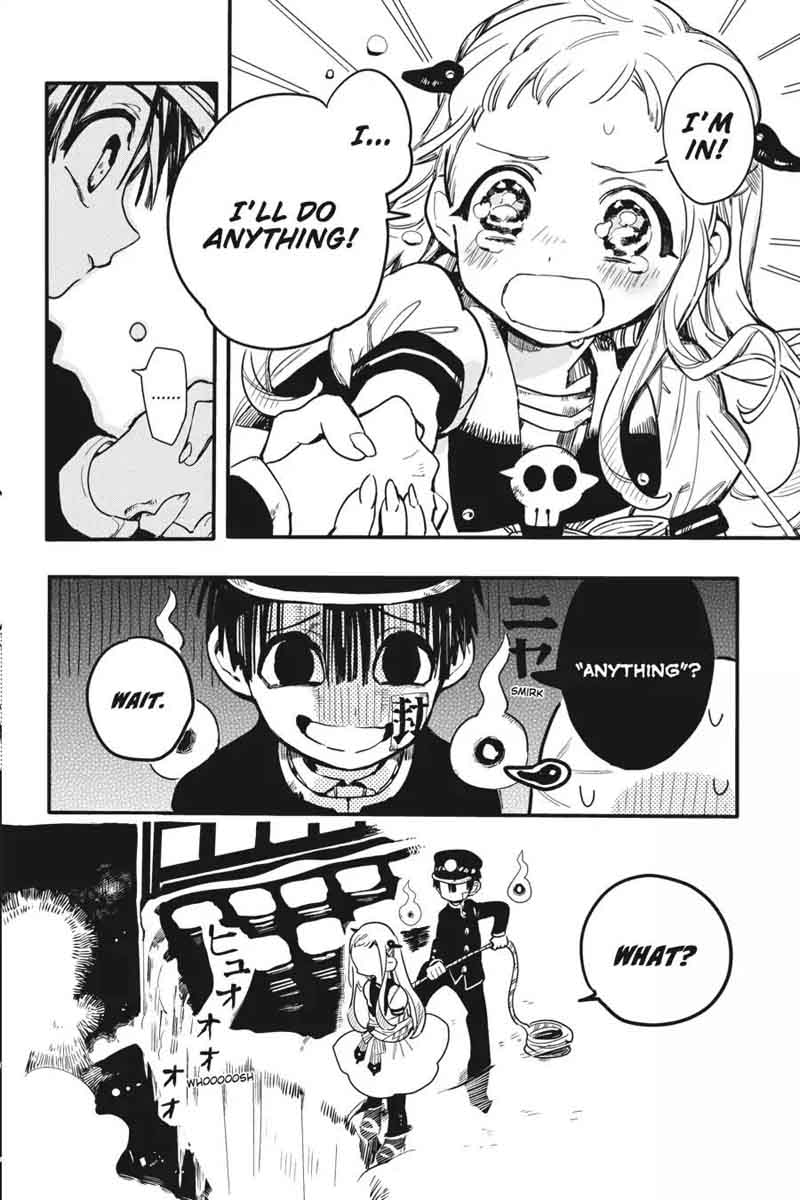 I'M
IN!
I...
I'LL DO
ANYTHING!
......
"ANYTHING"?
ニヤ
SMIRK
封
WAIT.
WHAT?
ヒュオオオ
オオ
WHOOOOOSH